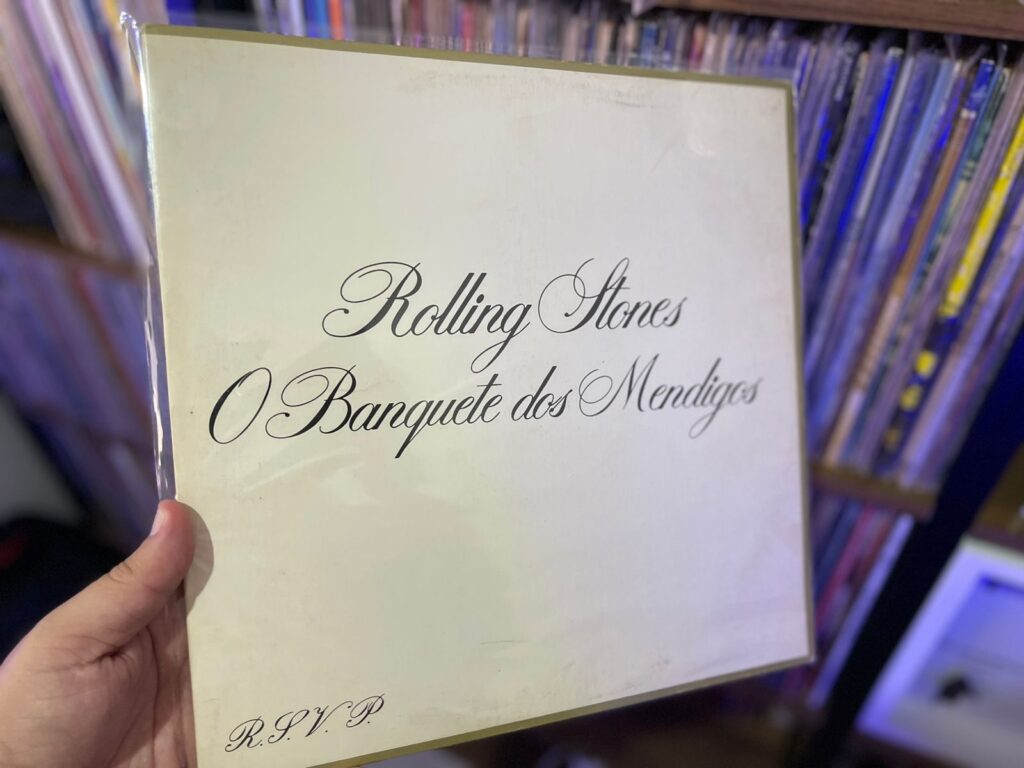 Rolling Stones
O Banquete dos Mendigos
R.S.V.P.